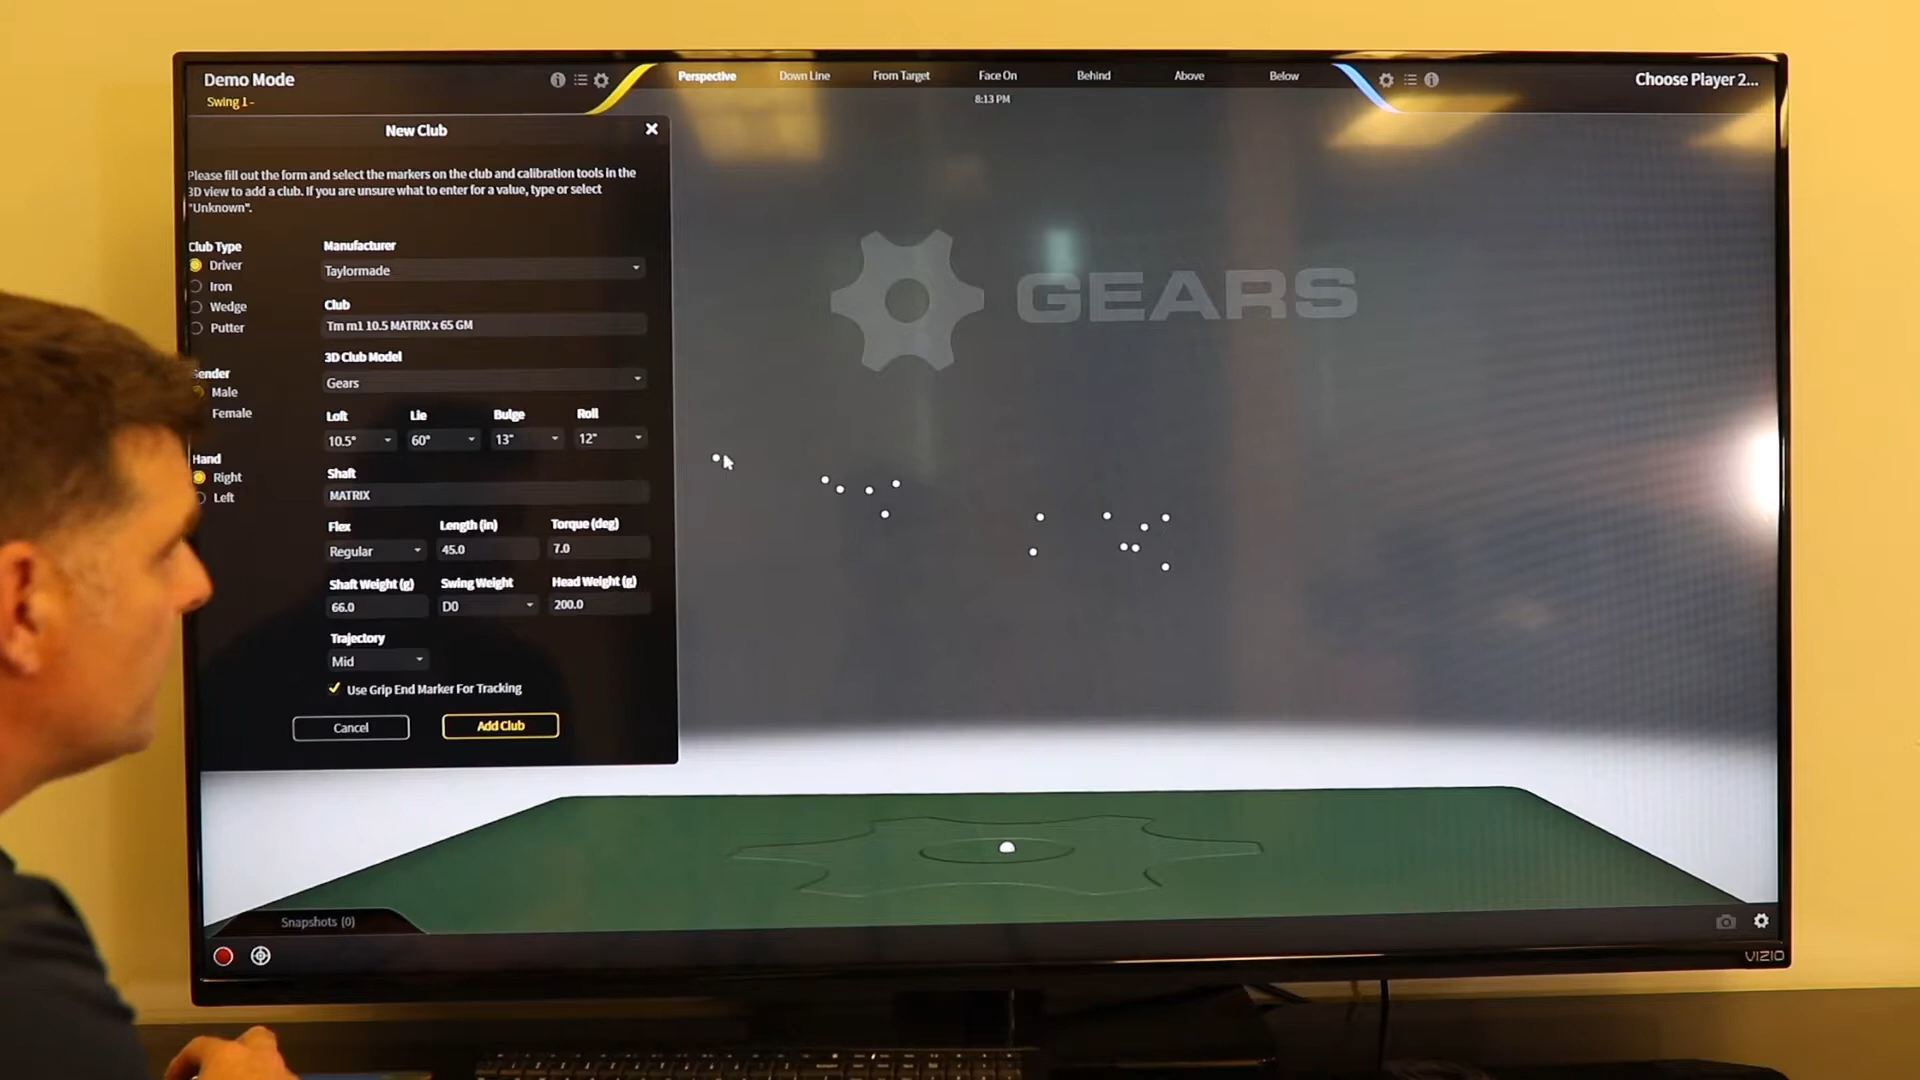 Demo Mode
Swing 1 -
Perspective
Down Line
From Target
Face On
Behind
Above
Below
8:13 PM
Choose Player 2...
New Club
Please fill out the form and select the markers on the club and calibration tools in the
3D view to add a club. If you are unsure what to enter for a value, type or select
"Unknown".
Club Type
Driver
Iron
Wedge
Putter
Gender
Male
Female
Hand
Right
Left
Manufacturer
Taylormade
Club
Tm m1 10.5 MATRIX x 65 GM
3D Club Model
Gears
Loft Lie Bulge Roll
10.5° 60° 13" 12"
Shaft
MATRIX
Flex Length (in) Torque (deg)
Regular 45.0 7.0
Shaft Weight (g) Swing Weight Head Weight (g)
66.0 D0 200.0
Trajectory
Mid
Use Grip End Marker For Tracking
Cancel
Add Club
GEARS
Snapshots (0)
VIZIO